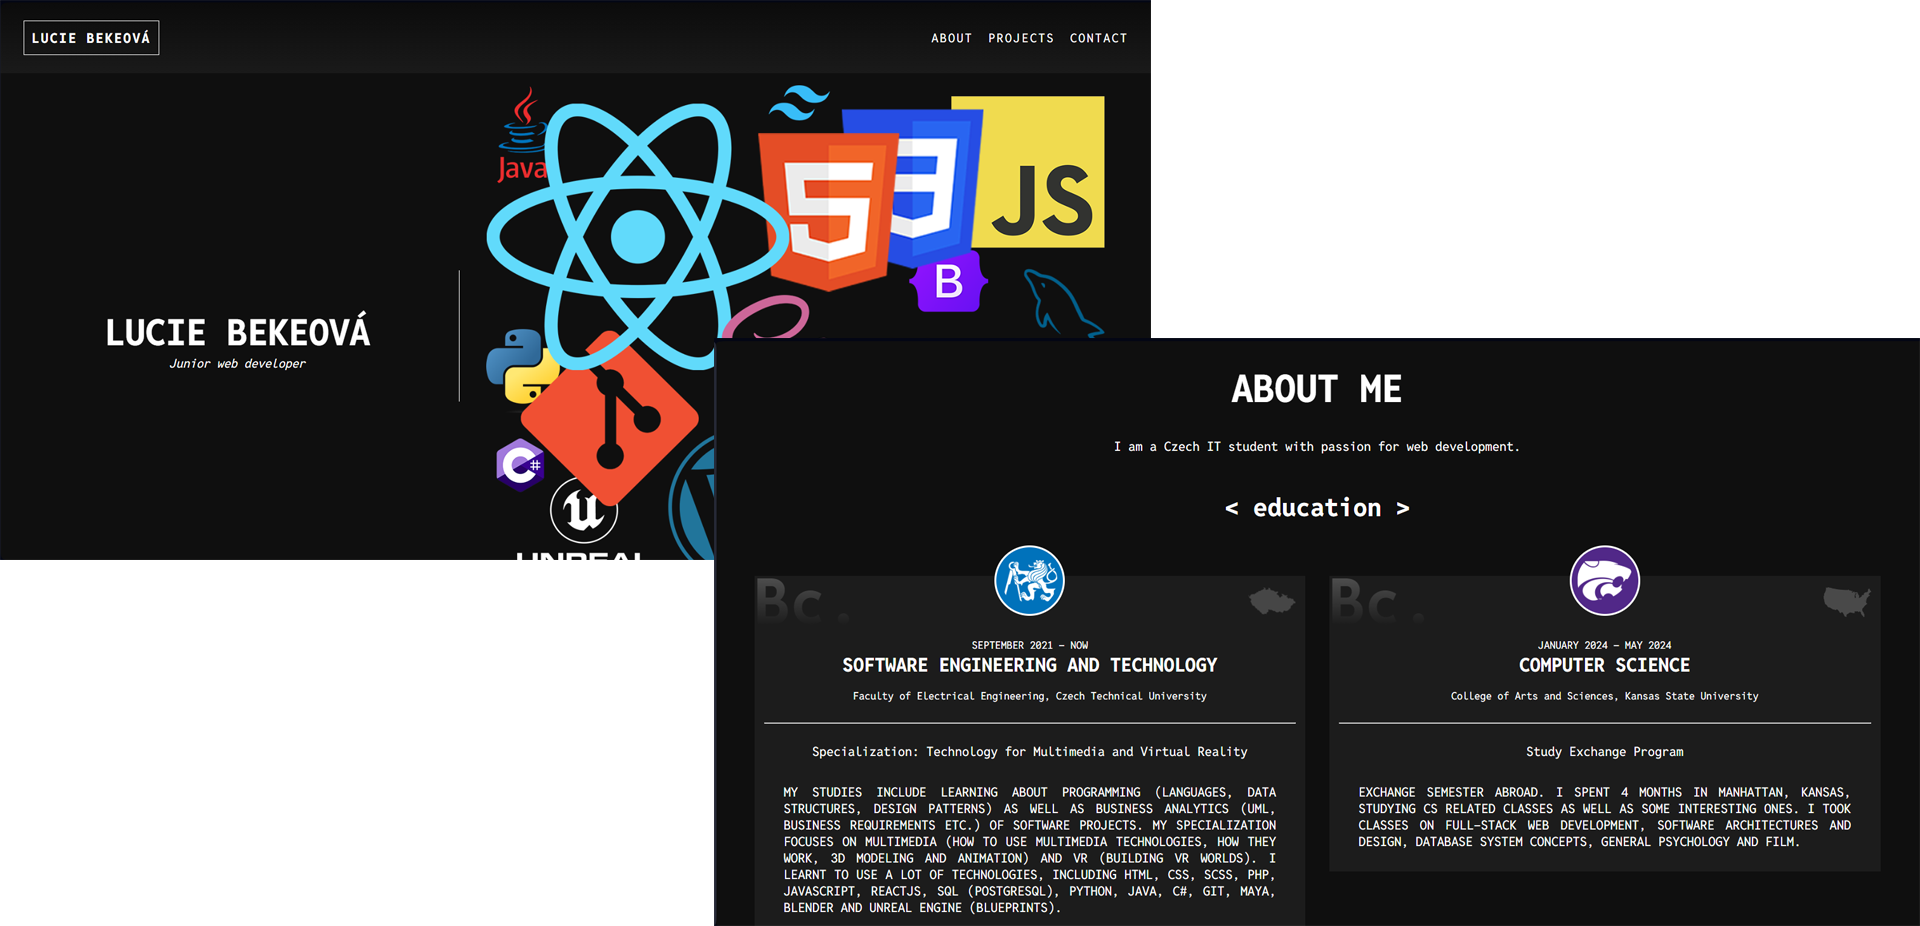 LUCIE BEKEOVÁ
ABOUT PROJECTS CONTACT
Java
5
3
JS
B
LUCIE BEKEOVÁ
Junior web developer
C#
UNREAL
ABOUT ME
I am a Czech IT student with passion for web development.
< education >
Bc.
SEPTEMBER 2021 – NOW
SOFTWARE ENGINEERING AND TECHNOLOGY
Faculty of Electrical Engineering, Czech Technical University
Specialization: Technology for Multimedia and Virtual Reality
MY STUDIES INCLUDE LEARNING ABOUT PROGRAMMING (LANGUAGES, DATA
STRUCTURES, DESIGN PATTERNS) AS WELL AS BUSINESS ANALYTICS (UML,
BUSINESS REQUIREMENTS ETC.) OF SOFTWARE PROJECTS. MY SPECIALIZATION
FOCUSES ON MULTIMEDIA (HOW TO USE MULTIMEDIA TECHNOLOGIES, HOW THEY
WORK, 3D MODELING AND ANIMATION) AND VR (BUILDING VR WORLDS). I
LEARNT TO USE A LOT OF TECHNOLOGIES, INCLUDING HTML, CSS, SCSS, PHP,
JAVASCRIPT, REACTJS, SQL (POSTGRESQL), PYTHON, JAVA, C#, GIT, MAYA,
BLENDER AND UNREAL ENGINE (BLUEPRINTS).
Bc.
JANUARY 2024 – MAY 2024
COMPUTER SCIENCE
College of Arts and Sciences, Kansas State University
Study Exchange Program
EXCHANGE SEMESTER ABROAD. I SPENT 4 MONTHS IN MANHATTAN, KANSAS,
STUDYING CS RELATED CLASSES AS WELL AS SOME INTERESTING ONES. I TOOK
CLASSES ON FULL-STACK WEB DEVELOPMENT, SOFTWARE ARCHITECTURES AND
DESIGN, DATABASE SYSTEM CONCEPTS, GENERAL PSYCHOLOGY AND FILM.